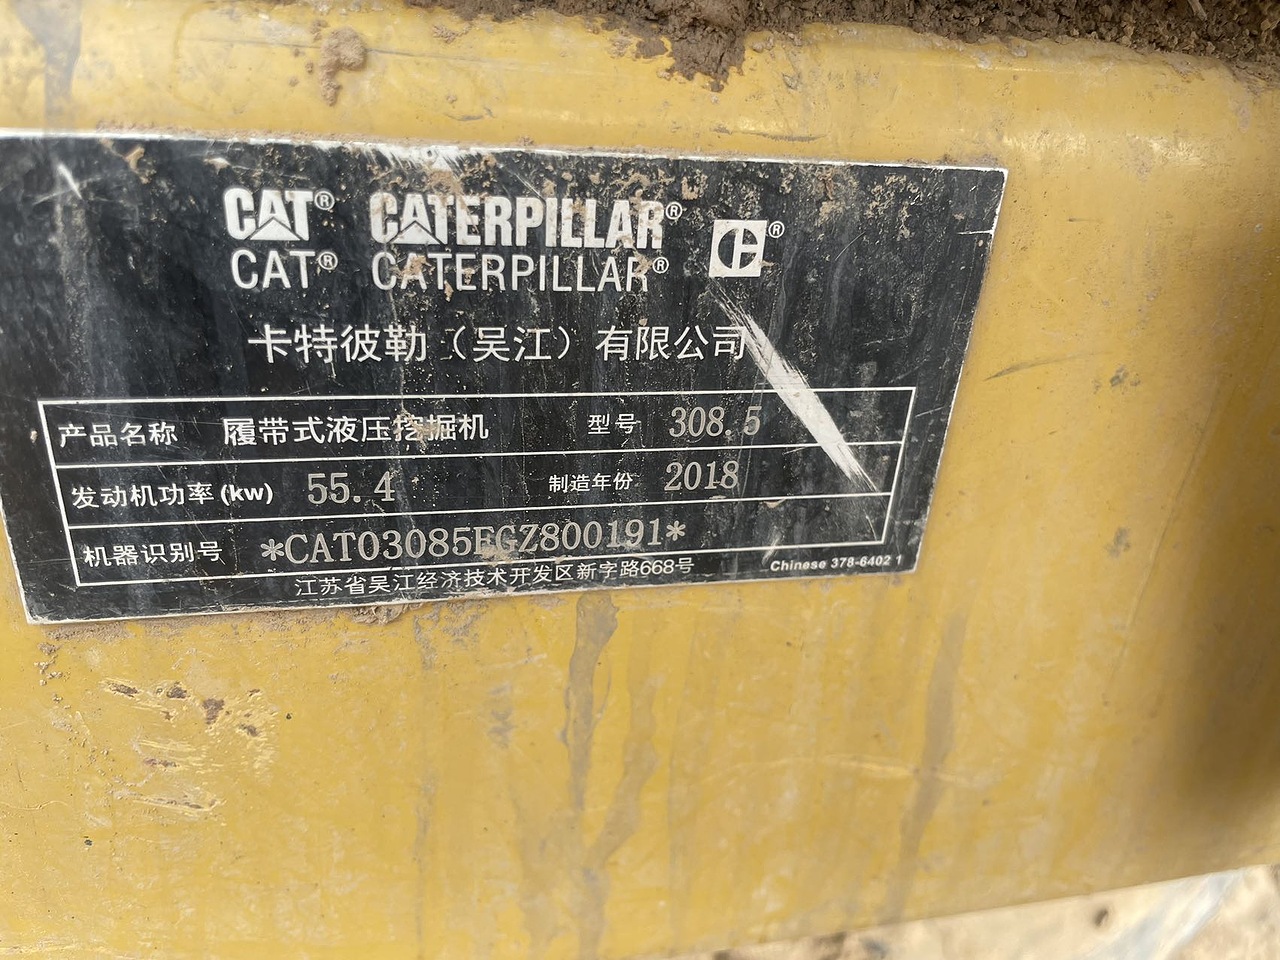 CAT® CATERPILLAR®
CAT® CATERPILLAR® ®
卡特彼勒（吴江）有限公司
产品名称 履带式液压挖掘机 型号 308.5
发动机功率(kw) 55.4 制造年份 2018
机器识别号 *CAT03085EGZ800191*
江苏省吴江经济技术开发区新字路668号 Chinese 378-6402 1